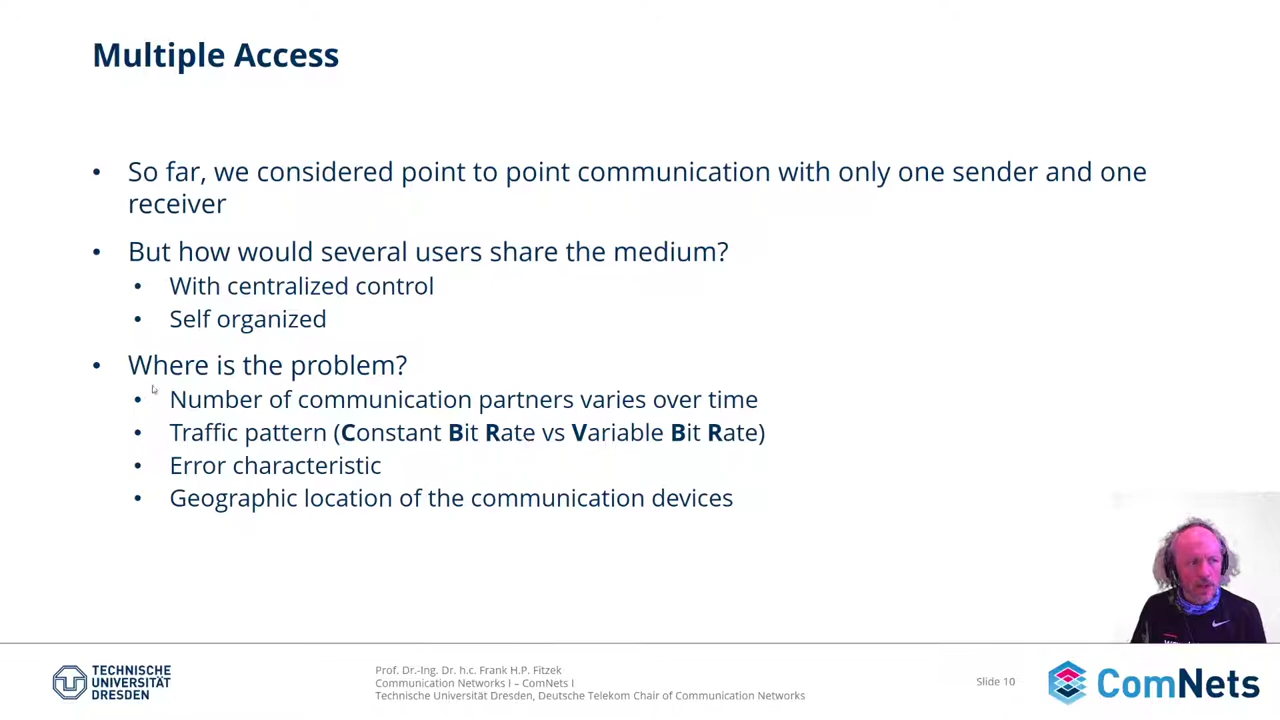 Multiple Access
• So far, we considered point to point communication with only one sender and one
receiver
• But how would several users share the medium?
• With centralized control
• Self organized
• Where is the problem?
• Number of communication partners varies over time
• Traffic pattern (Constant Bit Rate vs Variable Bit Rate)
• Error characteristic
• Geographic location of the communication devices
TECHNISCHE
UNIVERSITÄT
DRESDEN
Prof. Dr.-Ing. Dr. h.c. Frank H.P. Fitzek
Communication Networks I – ComNets I
Technische Universität Dresden, Deutsche Telekom Chair of Communication Networks
Slide 10
ComNets